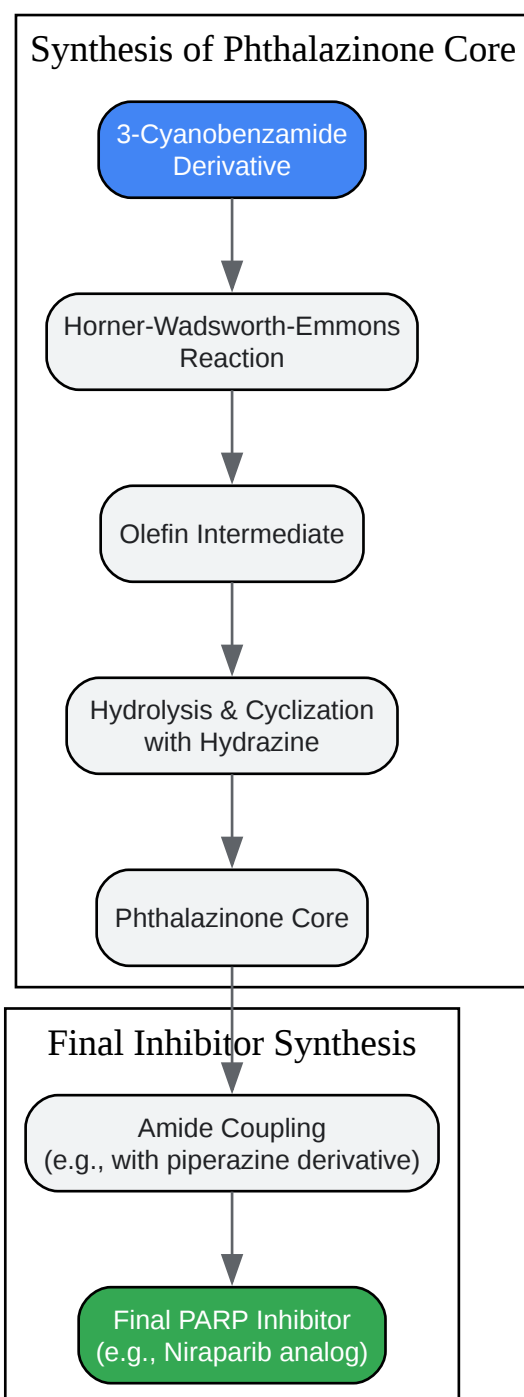 Synthesis of Phthalazinone Core
3-Cyanobenzamide
Derivative
Horner-Wadsworth-Emmons
Reaction
Olefin Intermediate
Hydrolysis & Cyclization
with Hydrazine
Phthalazinone Core
Final Inhibitor Synthesis
Amide Coupling
(e.g., with piperazine derivative)
Final PARP Inhibitor
(e.g., Niraparib analog)